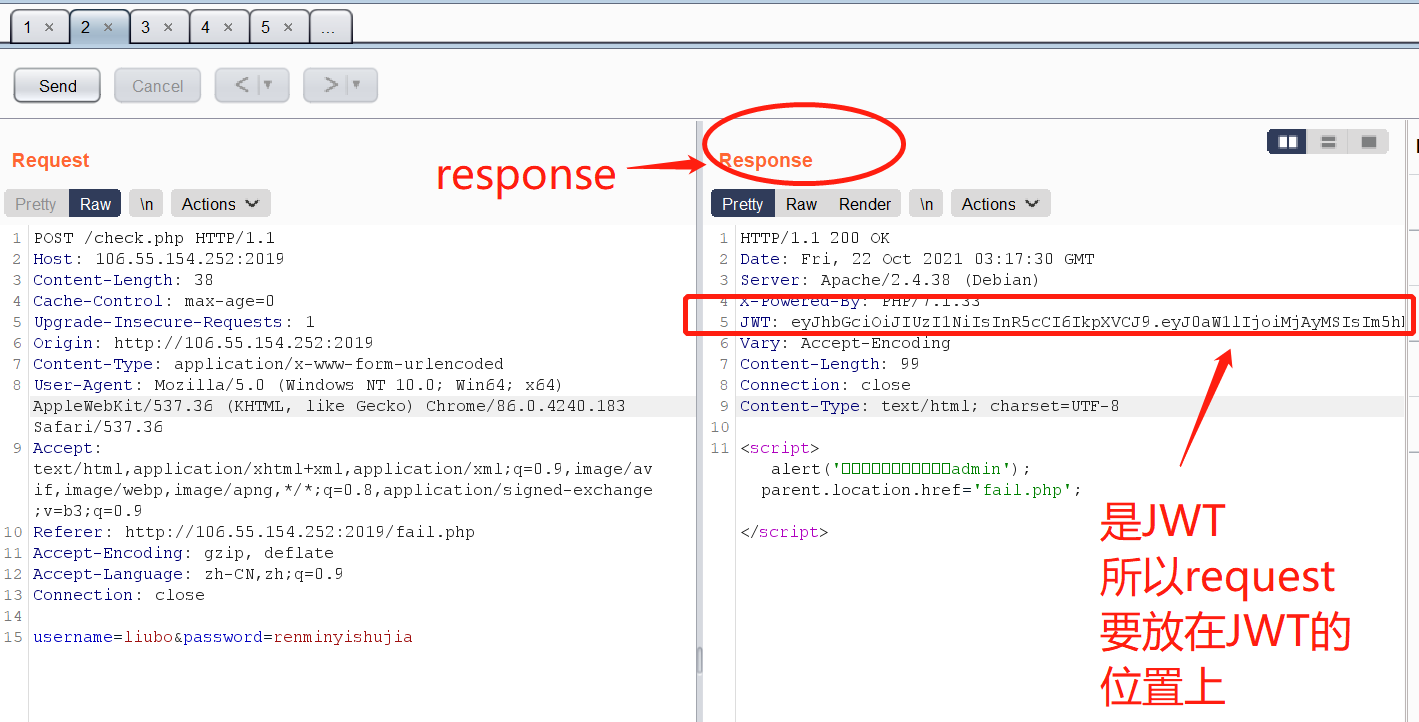 1 × 2 × 3 × 4 × 5 × ...
Send Cancel < >
Request
response
Response
Pretty Raw \n Actions
Pretty Raw Render \n Actions
1 POST /check.php HTTP/1.1
2 Host: 106.55.154.252:2019
3 Content-Length: 38
4 Cache-Control: max-age=0
5 Upgrade-Insecure-Requests: 1
6 Origin: http://106.55.154.252:2019
7 Content-Type: application/x-www-form-urlencoded
8 User-Agent: Mozilla/5.0 (Windows NT 10.0; Win64; x64)
AppleWebKit/537.36 (KHTML, like Gecko) Chrome/86.0.4240.183
Safari/537.36
9 Accept:
text/html,application/xhtml+xml,application/xml;q=0.9,image/av
if,image/webp,image/apng,*/*;q=0.8,application/signed-exchange
;v=b3;q=0.9
10 Referer: http://106.55.154.252:2019/fail.php
11 Accept-Encoding: gzip, deflate
12 Accept-Language: zh-CN,zh;q=0.9
13 Connection: close
14
15 username=liubo&password=renminyishujia
1 HTTP/1.1 200 OK
2 Date: Fri, 22 Oct 2021 03:17:30 GMT
3 Server: Apache/2.4.38 (Debian)
4 X-Powered-By: PHP/7.1.33
5 JWT: eyJhbGciOiJIUzI1NiIsInR5cCI6IkpXVCJ9.eyJ0aW1lIjoiMjAyMSIsIm5h
6 Vary: Accept-Encoding
7 Content-Length: 99
8 Connection: close
9 Content-Type: text/html; charset=UTF-8
10
11 <script>
alert('▯▯▯▯▯▯▯▯▯▯▯admin');
parent.location.href='fail.php';
</script>
是JWT
所以request
要放在JWT的
位置上